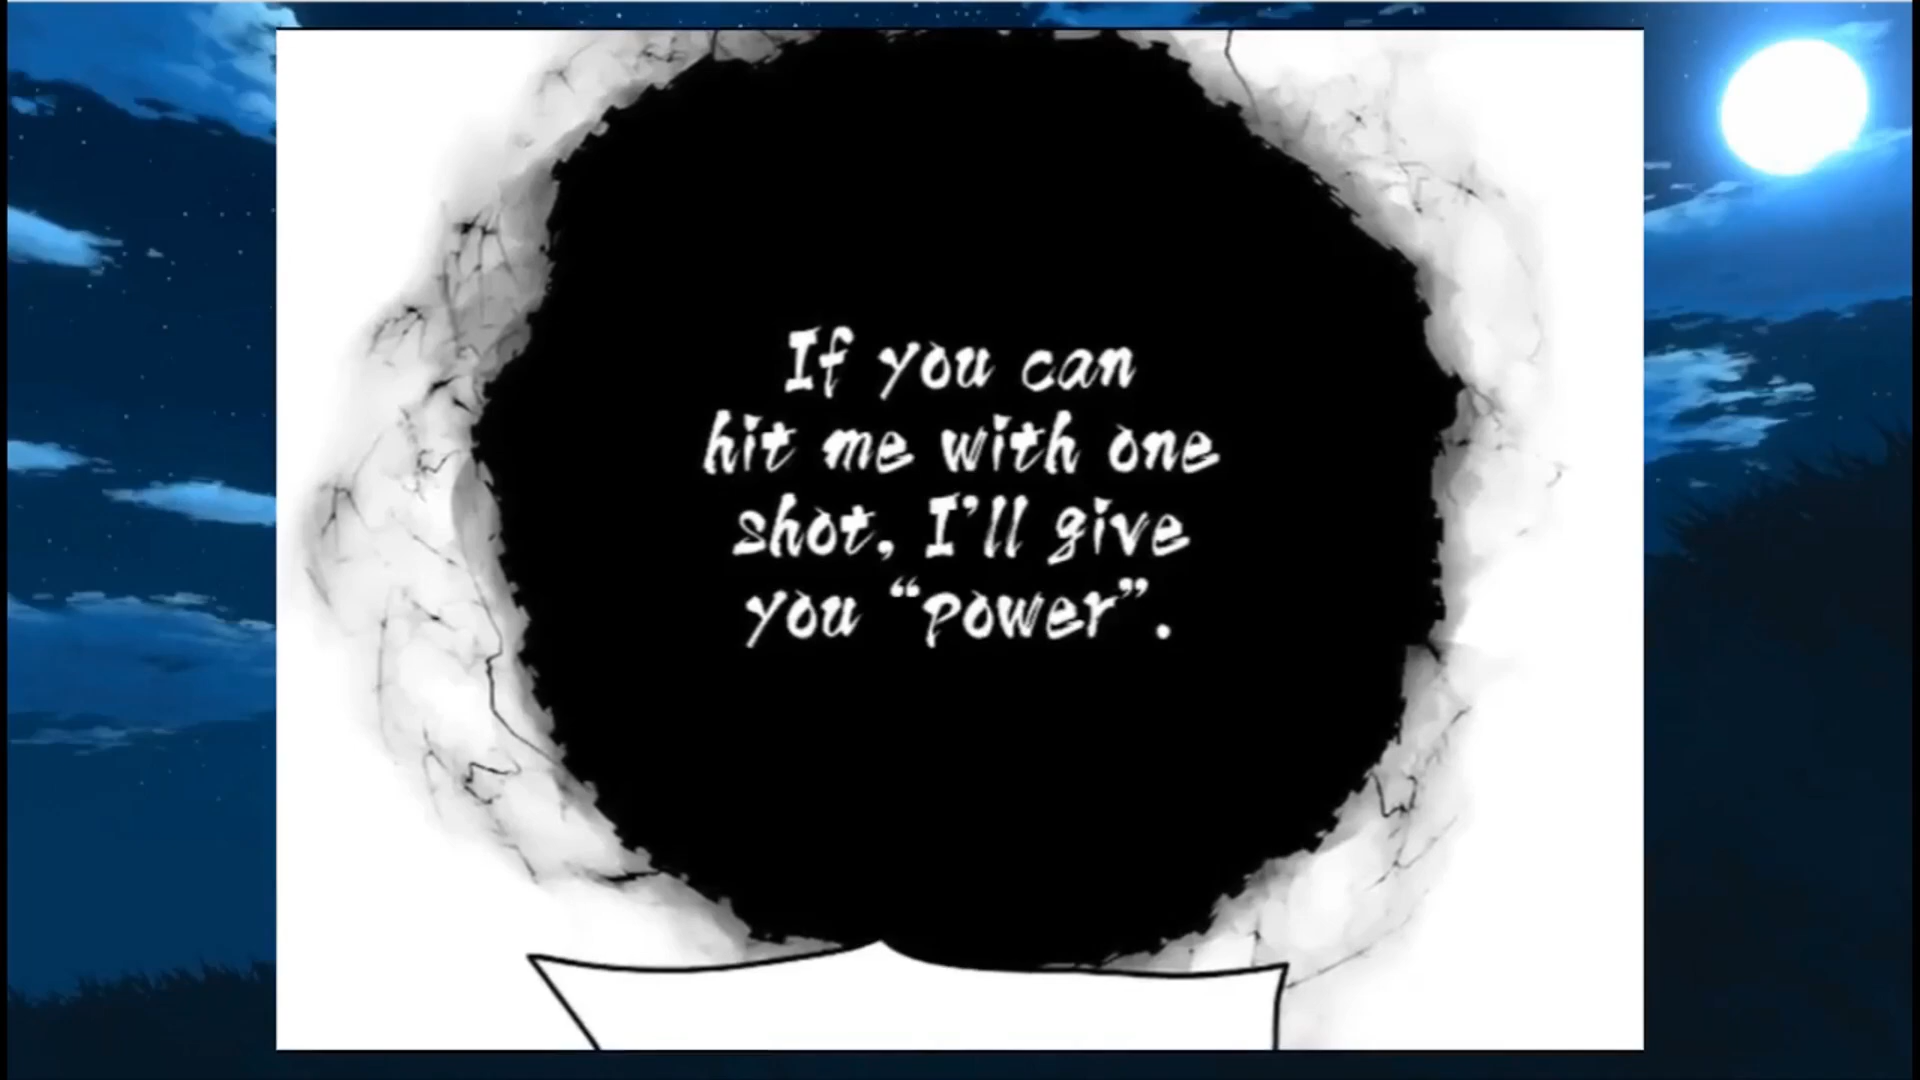 If you can
hit me with one
shot, I'll give
you “power”.